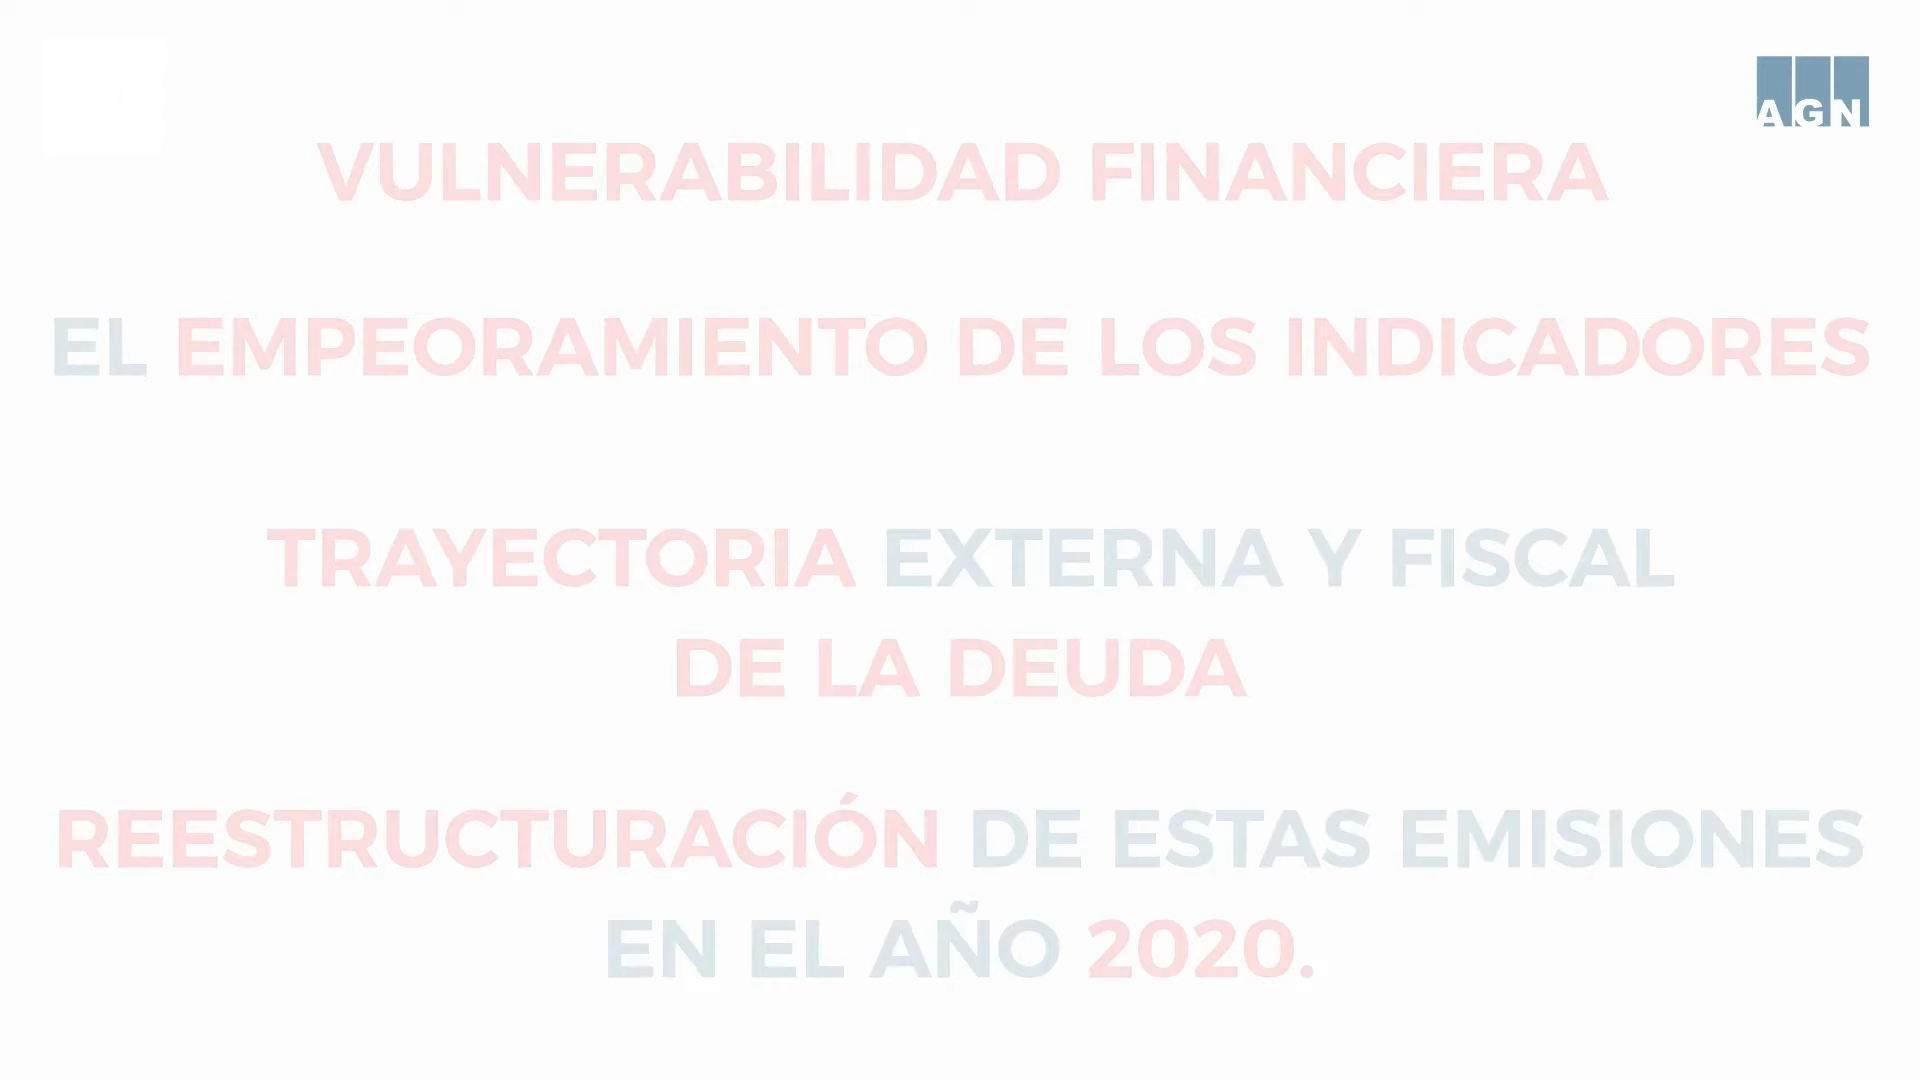 AGN
VULNERABILIDAD FINANCIERA
EL EMPEORAMIENTO DE LOS INDICADORES
TRAYECTORIA EXTERNA Y FISCAL
DE LA DEUDA
REESTRUCTURACIÓN DE ESTAS EMISIONES
EN EL AÑO 2020.